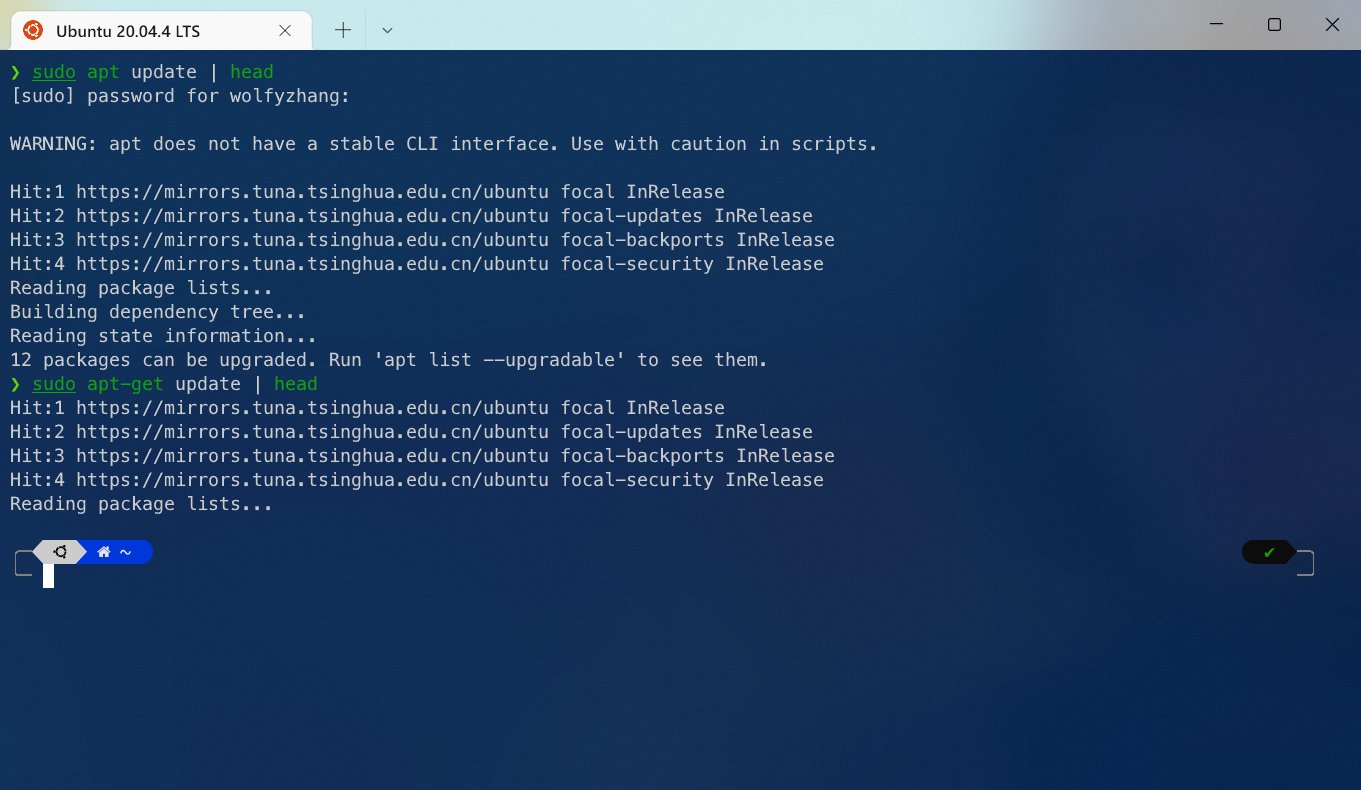 Ubuntu 20.04.4 LTS
❯ sudo apt update | head
[sudo] password for wolfyzhang:
WARNING: apt does not have a stable CLI interface. Use with caution in scripts.
Hit:1 https://mirrors.tuna.tsinghua.edu.cn/ubuntu focal InRelease
Hit:2 https://mirrors.tuna.tsinghua.edu.cn/ubuntu focal-updates InRelease
Hit:3 https://mirrors.tuna.tsinghua.edu.cn/ubuntu focal-backports InRelease
Hit:4 https://mirrors.tuna.tsinghua.edu.cn/ubuntu focal-security InRelease
Reading package lists...
Building dependency tree...
Reading state information...
12 packages can be upgraded. Run 'apt list --upgradable' to see them.
❯ sudo apt-get update | head
Hit:1 https://mirrors.tuna.tsinghua.edu.cn/ubuntu focal InRelease
Hit:2 https://mirrors.tuna.tsinghua.edu.cn/ubuntu focal-updates InRelease
Hit:3 https://mirrors.tuna.tsinghua.edu.cn/ubuntu focal-backports InRelease
Hit:4 https://mirrors.tuna.tsinghua.edu.cn/ubuntu focal-security InRelease
Reading package lists...
~ ✔